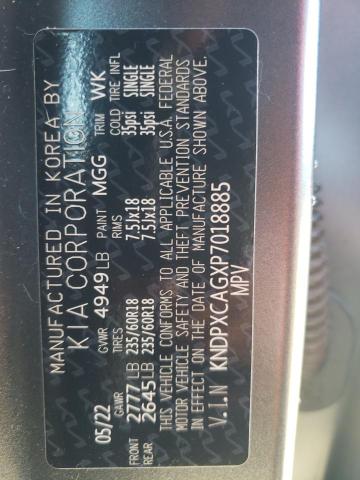 MANUFACTURED IN KOREA BY
KIA CORPORATION
05/22 GVWR 4949 LB PAINT MGG TRIM WK
GAWR TIRES RIMS COLD TIRE INFL
FRONT 2777 LB 235/60R18 7.5Jx18 35psi SINGLE
REAR 2645 LB 235/60R18 7.5Jx18 35psi SINGLE
THIS VEHICLE CONFORMS TO ALL APPLICABLE U.S.A. FEDERAL
MOTOR VEHICLE SAFETY AND THEFT PREVENTION STANDARDS
IN EFFECT ON THE DATE OF MANUFACTURE SHOWN ABOVE.
V.I.N KNDPXCAGXP7018885
MPV